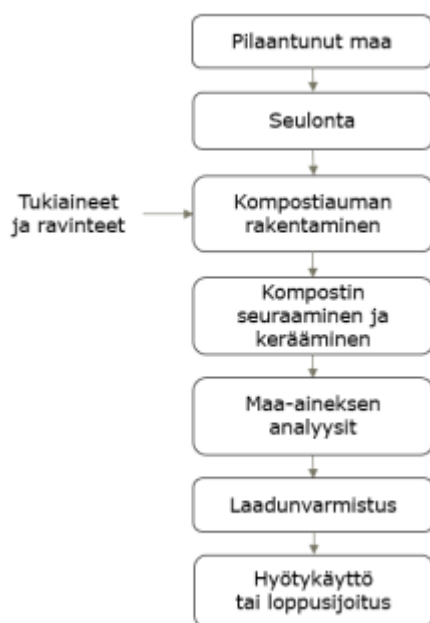 Pilaantunut maa
Seulonta
Tukiaineet
ja ravinteet
Kompostiauman
rakentaminen
Kompostin
seuraaminen ja
kerääminen
Maa-aineksen
analyysit
Laadunvarmistus
Hyötykäyttö
tai loppusijoitus